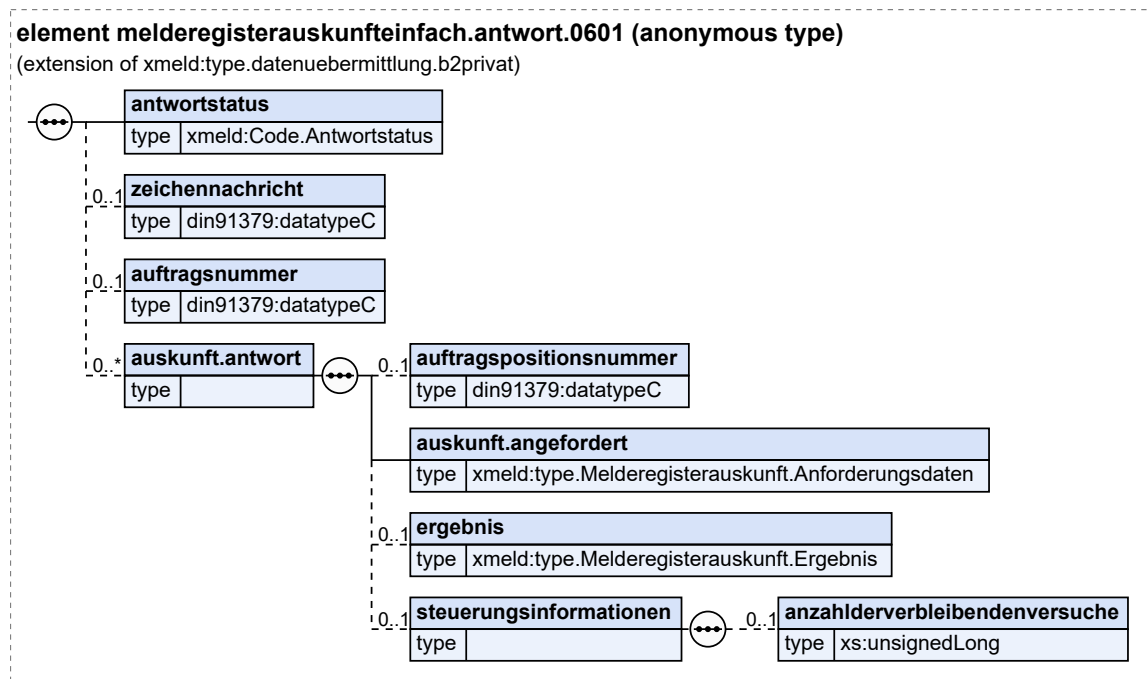 element melderegisterauskunfteinfach.antwort.0601 (anonymous type)
(extension of xmeld:type.datenuebermittlung.b2privat)
antwortstatus
type xmeld:Code.Antwortstatus
0..1 zeichennachricht
type din91379:datatypeC
0..1 auftragsnummer
type din91379:datatypeC
0..* auskunft.antwort
type
0..1 auftragspositionsnummer
type din91379:datatypeC
auskunft.angefordert
type xmeld:type.Melderegisterauskunft.Anforderungsdaten
0..1 ergebnis
type xmeld:type.Melderegisterauskunft.Ergebnis
0..1 steuerungsinformationen
type
0..1 anzahlderverbleibendenversuche
type xs:unsignedLong